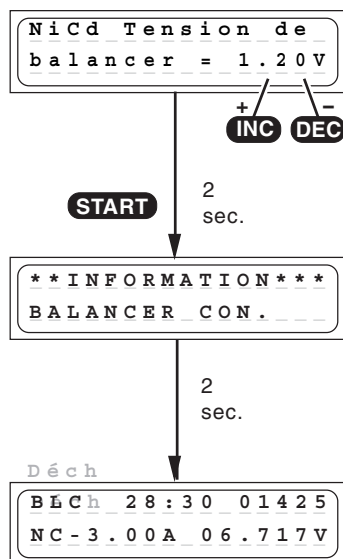 NiCd Tension de
balancer = 1.20V
+ −
INC DEC
START
2
sec.
**INFORMATION***
BALANCER CON.
2
sec.
Déch
BLC 28:30 01425
NC-3.00A 06.717V